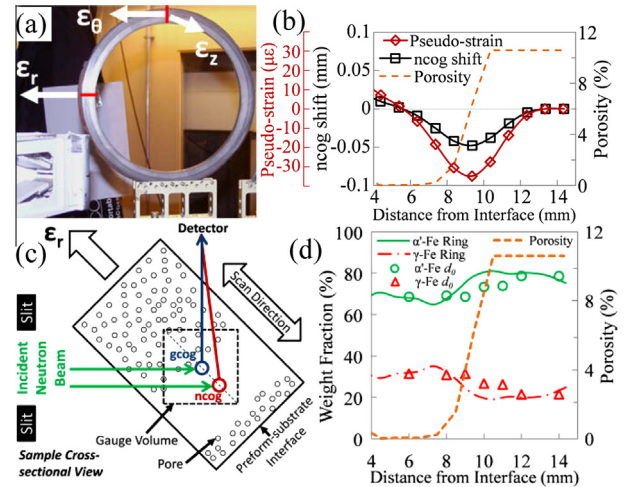 (a)
εθ
εz
εr
(b)
Pseudo-strain (με)
30
20
10
0
-10
-20
-30
ncog shift (mm)
0.1
0.05
0
-0.05
-0.1
Pseudo-strain
ncog shift
Porosity
12
10
8
6
4
2
0
Porosity (%)
4 6 8 10 12 14
Distance from Interface (mm)
(c)
εr
Detector
Scan Direction
Slit
Incident
Neutron
Beam
Slit
gcog
ncog
Gauge Volume
Pore
Preform-substrate
Interface
Sample Cross-
sectional View
(d)
Weight Fraction (%)
100
80
60
40
20
0
α'-Fe Ring
γ-Fe Ring
α'-Fe d0
γ-Fe d0
Porosity
12
8
4
0
Porosity (%)
4 6 8 10 12 14
Distance from Interface (mm)